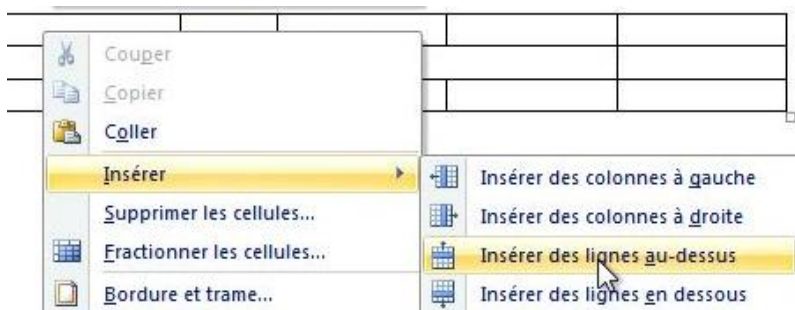 Couper
Copier
Coller
Insérer
Supprimer les cellules...
Fractionner les cellules...
Bordure et trame...
Insérer des colonnes à gauche
Insérer des colonnes à droite
Insérer des lignes au-dessus
Insérer des lignes en dessous